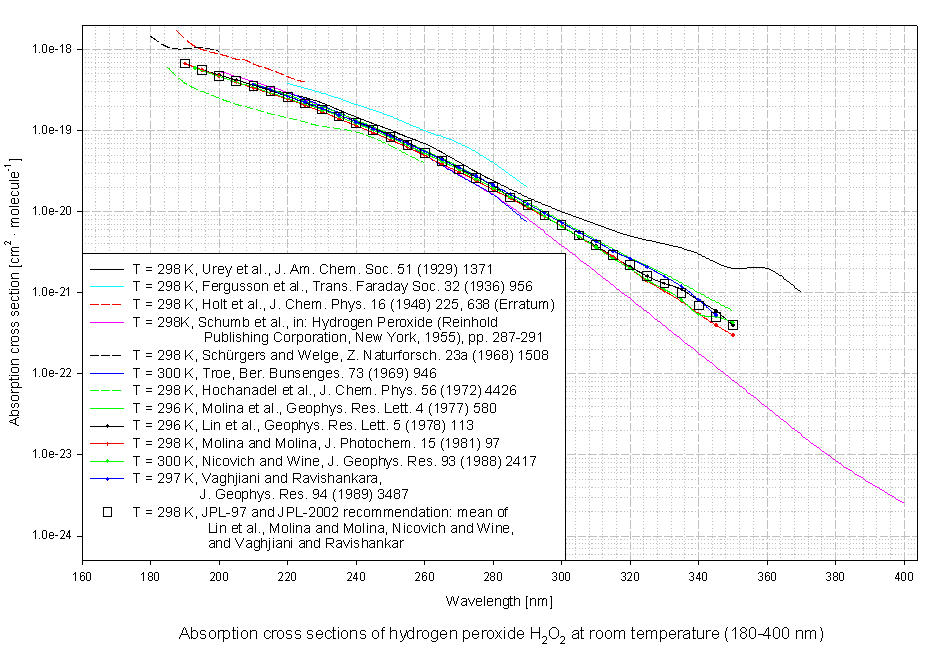 1.0e-18
1.0e-19
1.0e-20
1.0e-21
1.0e-22
1.0e-23
1.0e-24
Absorption cross section [cm² · molecule⁻¹]
T = 298 K, Urey et al., J. Am. Chem. Soc. 51 (1929) 1371
T = 298 K, Fergusson et al., Trans. Faraday Soc. 32 (1936) 956
T = 298 K, Holt et al., J. Chem. Phys. 16 (1948) 225, 638 (Erratum)
T = 298K, Schumb et al., in: Hydrogen Peroxide (Reinhold
Publishing Corporation, New York, 1955), pp. 287-291
T = 298 K, Schürgers and Welge, Z. Naturforsch. 23a (1968) 1508
T = 300 K, Troe, Ber. Bunsenges. 73 (1969) 946
T = 298 K, Hochanadel et al., J. Chem. Phys. 56 (1972) 4426
T = 296 K, Molina et al., Geophys. Res. Lett. 4 (1977) 580
T = 296 K, Lin et al., Geophys. Res. Lett. 5 (1978) 113
T = 298 K, Molina and Molina, J. Photochem. 15 (1981) 97
T = 300 K, Nicovich and Wine, J. Geophys. Res. 93 (1988) 2417
T = 297 K, Vaghjiani and Ravishankara,
J. Geophys. Res. 94 (1989) 3487
T = 298 K, JPL-97 and JPL-2002 recommendation: mean of
Lin et al., Molina and Molina, Nicovich and Wine,
and Vaghjiani and Ravishankar
160 180 200 220 240 260 280 300 320 340 360 380 400
Wavelength [nm]
Absorption cross sections of hydrogen peroxide H₂O₂ at room temperature (180-400 nm)